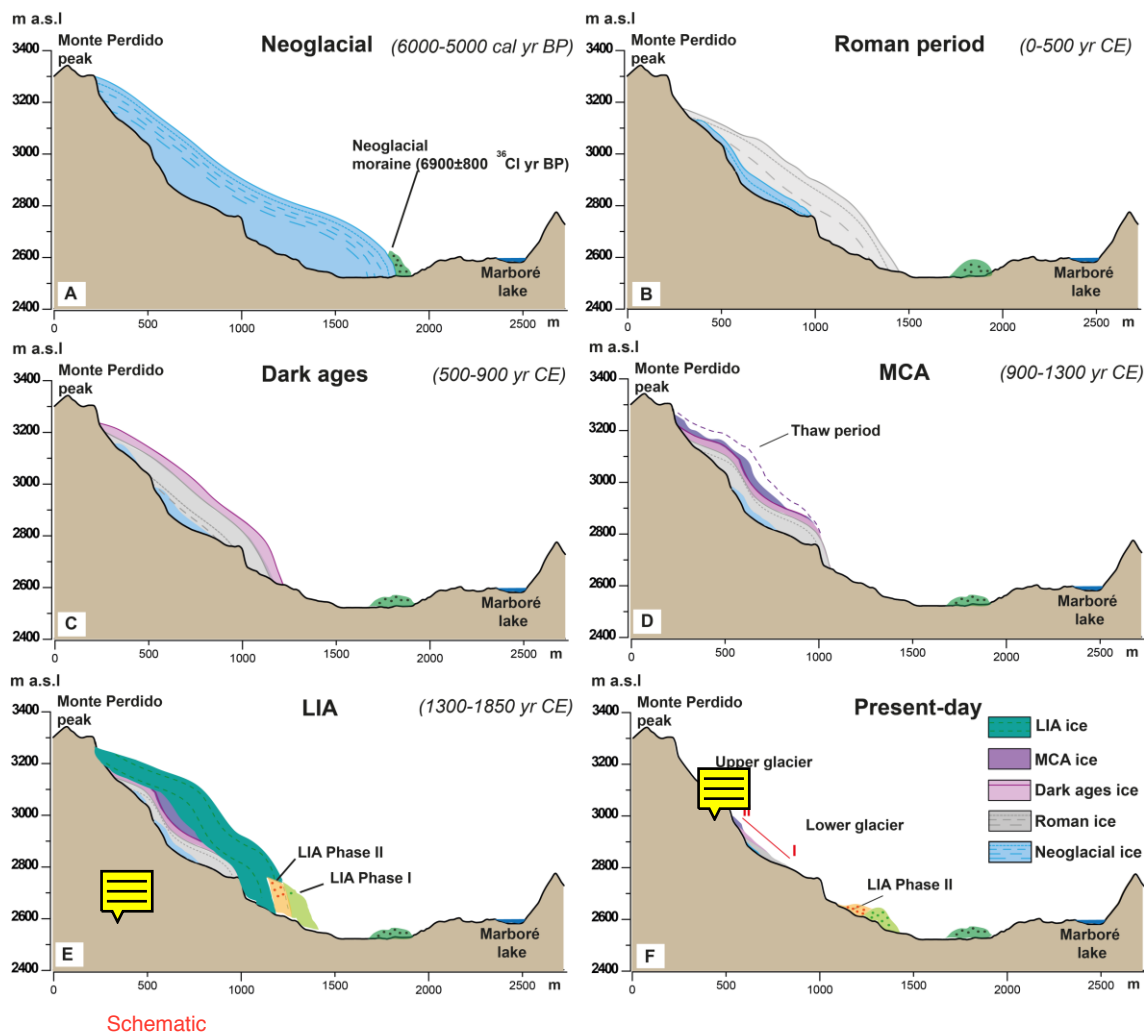 m a.s.l
Monte Perdido
peak
Neoglacial
(6000-5000 cal yr BP)
3400
3200
3000
2800
2600
2400
Neoglacial
moraine (6900±800 ³⁶Cl yr BP)
Marboré
lake
A
0
500
1000
1500
2000
2500
m
m a.s.l
Monte Perdido
peak
Roman period
(0-500 yr CE)
3400
3200
3000
2800
2600
2400
Marboré
lake
B
0
500
1000
1500
2000
2500
m
m a.s.l
Monte Perdido
peak
Dark ages
(500-900 yr CE)
3400
3200
3000
2800
2600
2400
Marboré
lake
C
0
500
1000
1500
2000
2500
m
m a.s.l
Monte Perdido
peak
MCA
(900-1300 yr CE)
3400
3200
3000
2800
2600
2400
Thaw period
Marboré
lake
D
0
500
1000
1500
2000
2500
m
m a.s.l
Monte Perdido
peak
LIA
(1300-1850 yr CE)
3400
3200
3000
2800
2600
2400
LIA Phase II
LIA Phase I
Marboré
lake
E
0
500
1000
1500
2000
2500
m
m a.s.l
Monte Perdido
peak
Present-day
3400
3200
3000
2800
2600
2400
Upper glacier
Lower glacier
I
LIA Phase II
LIA ice
MCA ice
Dark ages ice
Roman ice
Neoglacial ice
Marboré
lake
F
0
500
1000
1500
2000
2500
m
Schematic